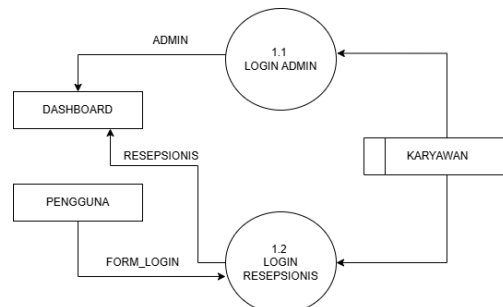 ADMIN
1.1
LOGIN ADMIN
DASHBOARD
RESEPSIONIS
KARYAWAN
PENGGUNA
FORM_LOGIN
1.2
LOGIN
RESEPSIONIS